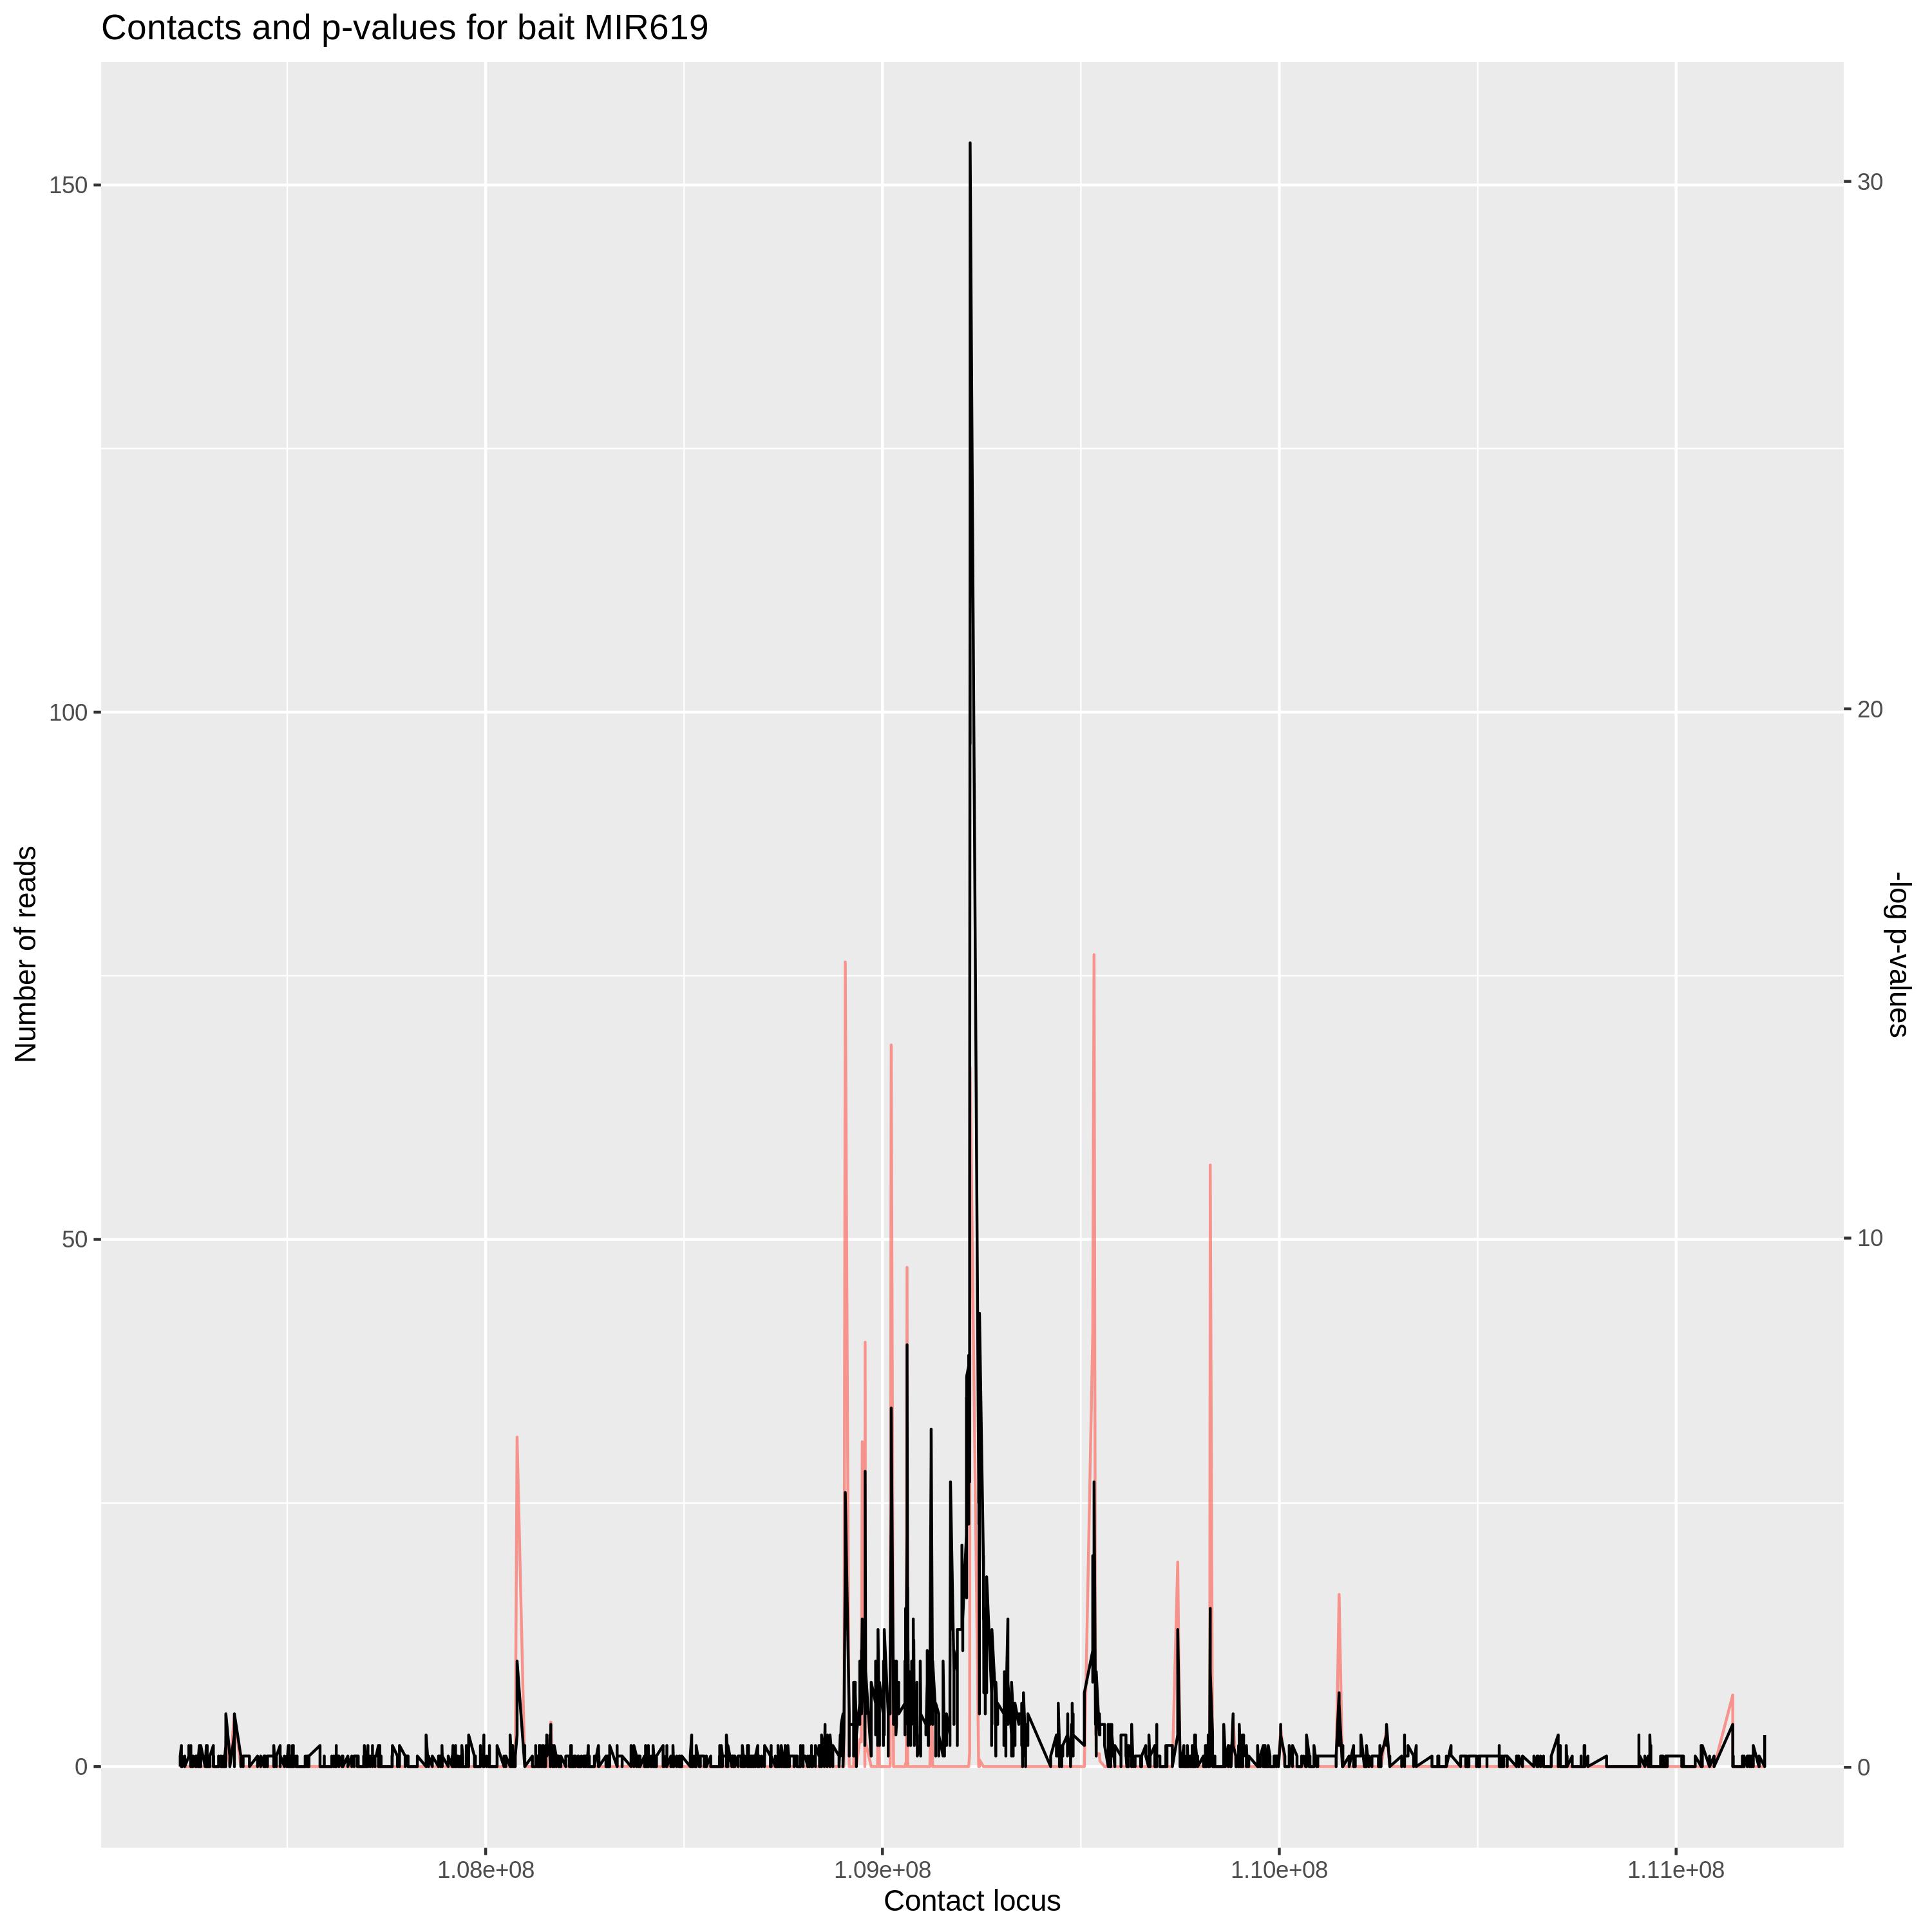 Contacts and p-values for bait MIR619
150
100
50
0
30
20
10
0
Number of reads
-log p-values
1.08e+08
1.09e+08
1.10e+08
1.11e+08
Contact locus